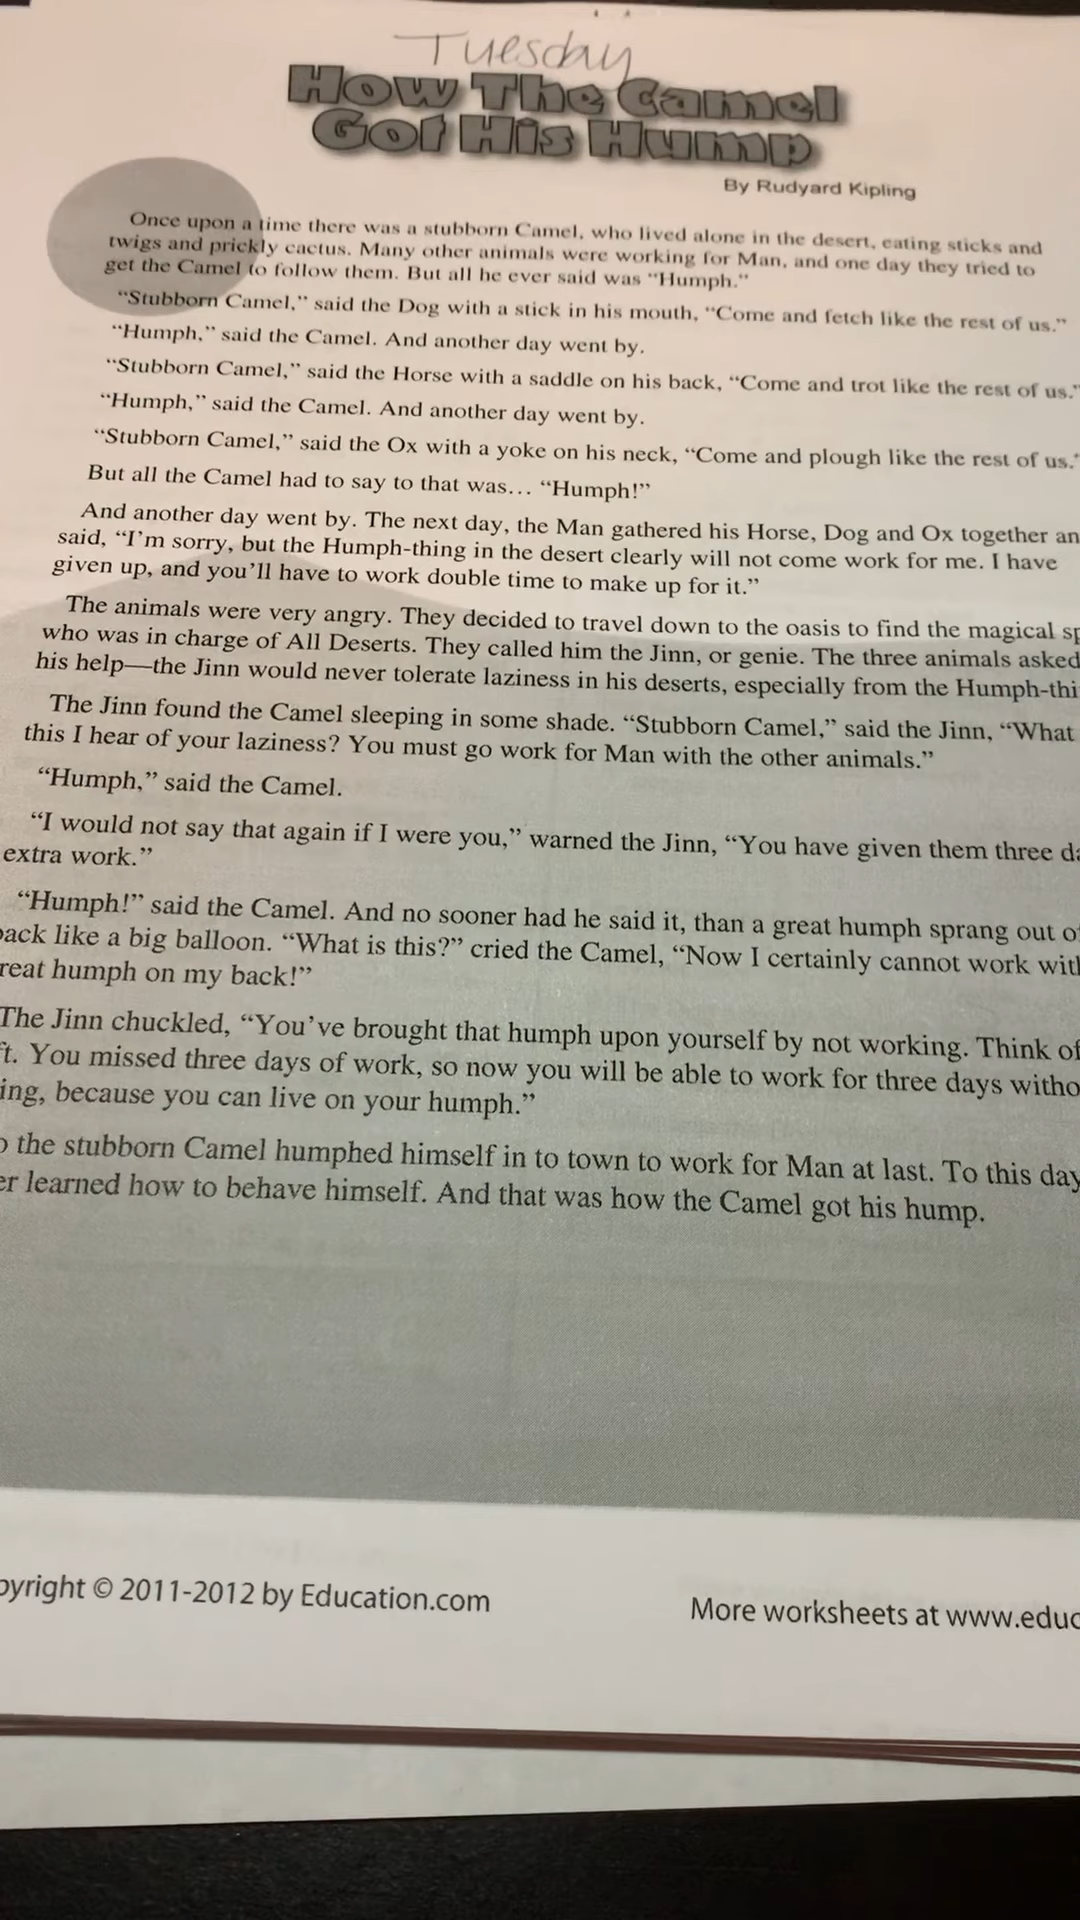 Tuesday
How The Camel
Got His Hump
By Rudyard Kipling
Once upon a time there was a stubborn Camel, who lived alone in the desert, eating sticks and
twigs and prickly cactus. Many other animals were working for Man, and one day they tried to
get the Camel to follow them. But all he ever said was “Humph.”
“Stubborn Camel,” said the Dog with a stick in his mouth, “Come and fetch like the rest of us.”
“Humph,” said the Camel. And another day went by.
“Stubborn Camel,” said the Horse with a saddle on his back, “Come and trot like the rest of us.”
“Humph,” said the Camel. And another day went by.
“Stubborn Camel,” said the Ox with a yoke on his neck, “Come and plough like the rest of us.”
But all the Camel had to say to that was… “Humph!”
And another day went by. The next day, the Man gathered his Horse, Dog and Ox together an
said, “I’m sorry, but the Humph-thing in the desert clearly will not come work for me. I have
given up, and you’ll have to work double time to make up for it.”
The animals were very angry. They decided to travel down to the oasis to find the magical sp
who was in charge of All Deserts. They called him the Jinn, or genie. The three animals asked
his help—the Jinn would never tolerate laziness in his deserts, especially from the Humph-thi
The Jinn found the Camel sleeping in some shade. “Stubborn Camel,” said the Jinn, “What
this I hear of your laziness? You must go work for Man with the other animals.”
“Humph,” said the Camel.
“I would not say that again if I were you,” warned the Jinn, “You have given them three da
extra work.”
“Humph!” said the Camel. And no sooner had he said it, than a great humph sprang out of
back like a big balloon. “What is this?” cried the Camel, “Now I certainly cannot work with
reat humph on my back!”
The Jinn chuckled, “You’ve brought that humph upon yourself by not working. Think of
ft. You missed three days of work, so now you will be able to work for three days witho
ing, because you can live on your humph.”
o the stubborn Camel humphed himself in to town to work for Man at last. To this day
er learned how to behave himself. And that was how the Camel got his hump.
pyright © 2011-2012 by Education.com
More worksheets at www.educ